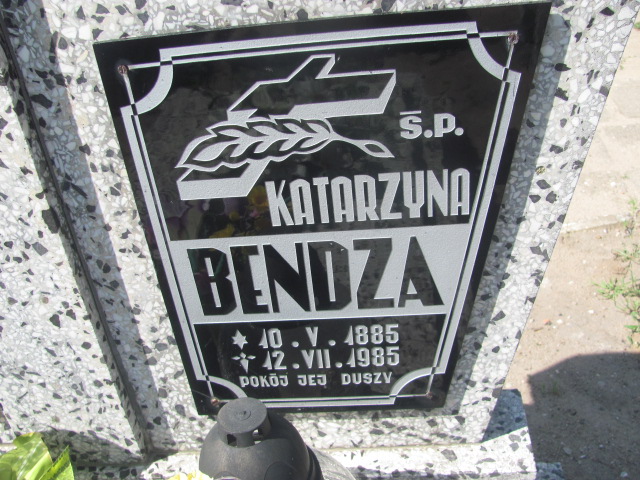 Ś.P.
KATARZYNA
BENDZA
* 10.V.1885
† 12.VII.1985
POKÓJ JEJ DUSZY